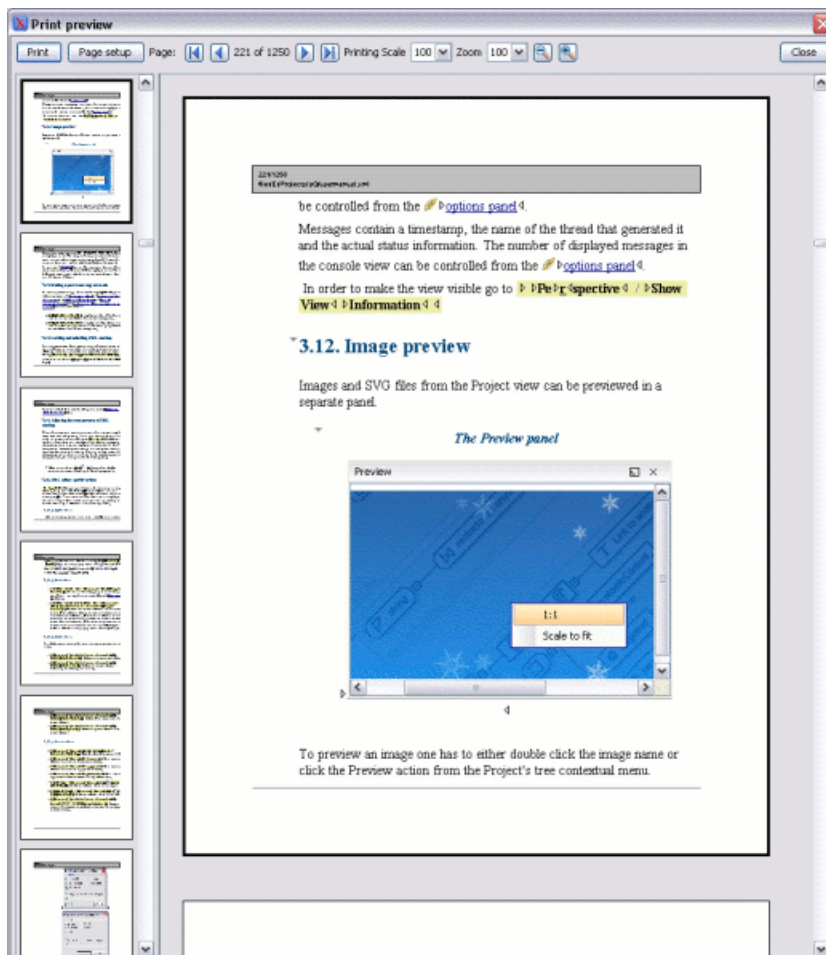 Print preview
Print Page setup Page: 221 of 1250 Printing Scale 100 Zoom 100 Close
221/1250
be controlled from the options panel.
Messages contain a timestamp, the name of the thread that generated it
and the actual status information. The number of displayed messages in
the console view can be controlled from the options panel.
In order to make the view visible go to Perspective / Show
View Information
3.12. Image preview
Images and SVG files from the Project view can be previewed in a
separate panel.
The Preview panel
Preview
1:1
Scale to fit
To preview an image one has to either double click the image name or
click the Preview action from the Project's tree contextual menu.